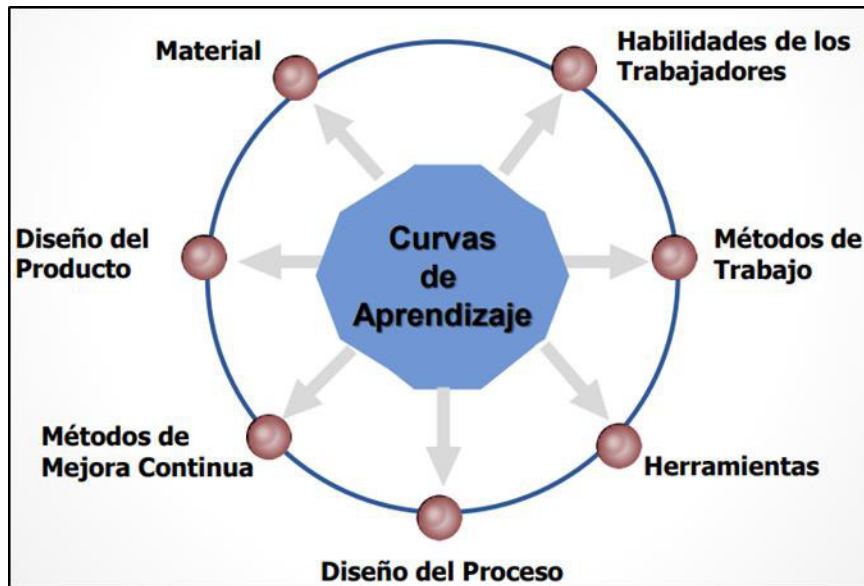 Material
Habilidades de los
Trabajadores
Diseño del
Producto
Curvas
de
Aprendizaje
Métodos de
Trabajo
Métodos de
Mejora Continua
Herramientas
Diseño del Proceso